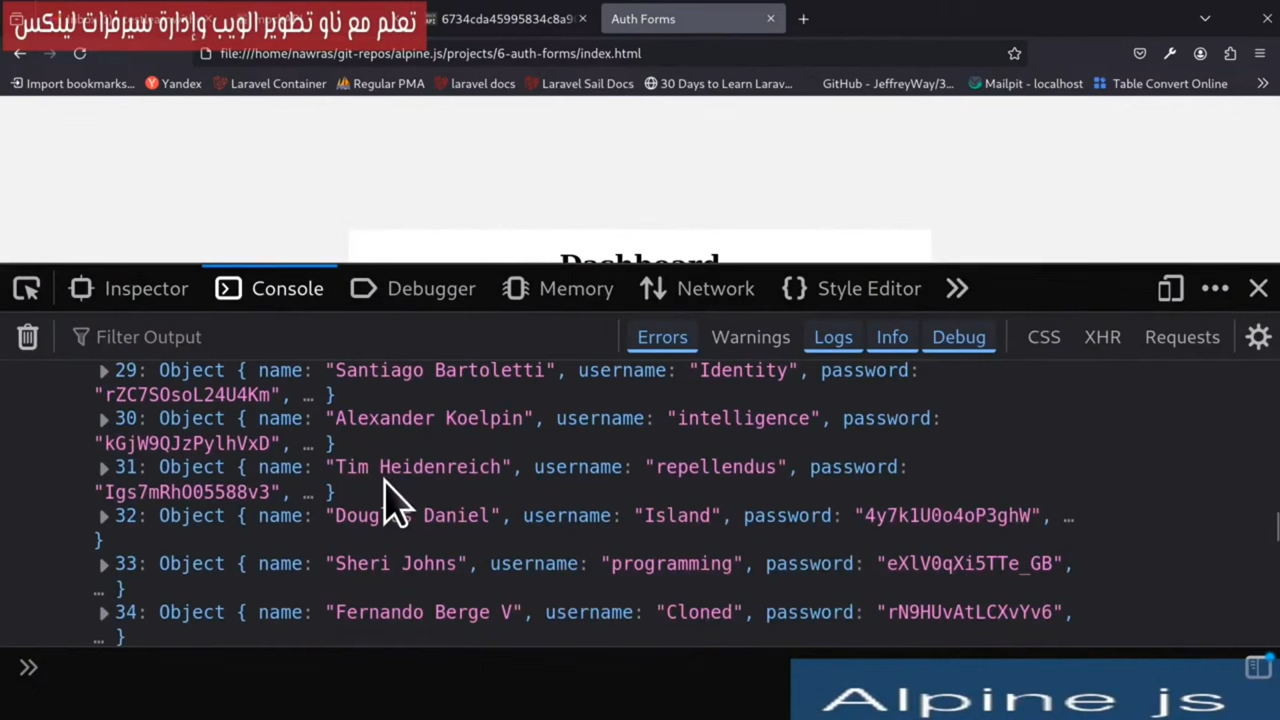 تعلم مع ناو تطوير الويب وإدارة سيرفرات لينكس
6734cda45995834c8a9
Auth Forms
file:///home/nawras/git-repos/alpine.js/projects/6-auth-forms/index.html
Import bookmarks...
Yandex
Laravel Container
Regular PMA
laravel docs
Laravel Sail Docs
30 Days to Learn Larav...
GitHub - JeffreyWay/3...
Mailpit - localhost
Table Convert Online
Dashboard
Inspector
Console
Debugger
Memory
Network
Style Editor
Filter Output
Errors
Warnings
Logs
Info
Debug
CSS
XHR
Requests
29: Object { name: "Santiago Bartoletti", username: "Identity", password:
"rZC7SOsoL24U4Km", … }
30: Object { name: "Alexander Koelpin", username: "intelligence", password:
"kGjW9QJzPylhVxD", … }
31: Object { name: "Tim Heidenreich", username: "repellendus", password:
"Igs7mRhO05588v3", … }
32: Object { name: "Douglas Daniel", username: "Island", password: "4y7k1U0o4oP3ghW", …
}
33: Object { name: "Sheri Johns", username: "programming", password: "eXlV0qXi5TTe_GB",
… }
34: Object { name: "Fernando Berge V", username: "Cloned", password: "rN9HUvAtLCXvYv6",
… }
Alpine js